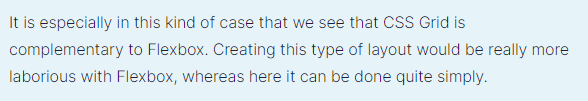 It is especially in this kind of case that we see that CSS Grid is
complementary to Flexbox. Creating this type of layout would be really more
laborious with Flexbox, whereas here it can be done quite simply.